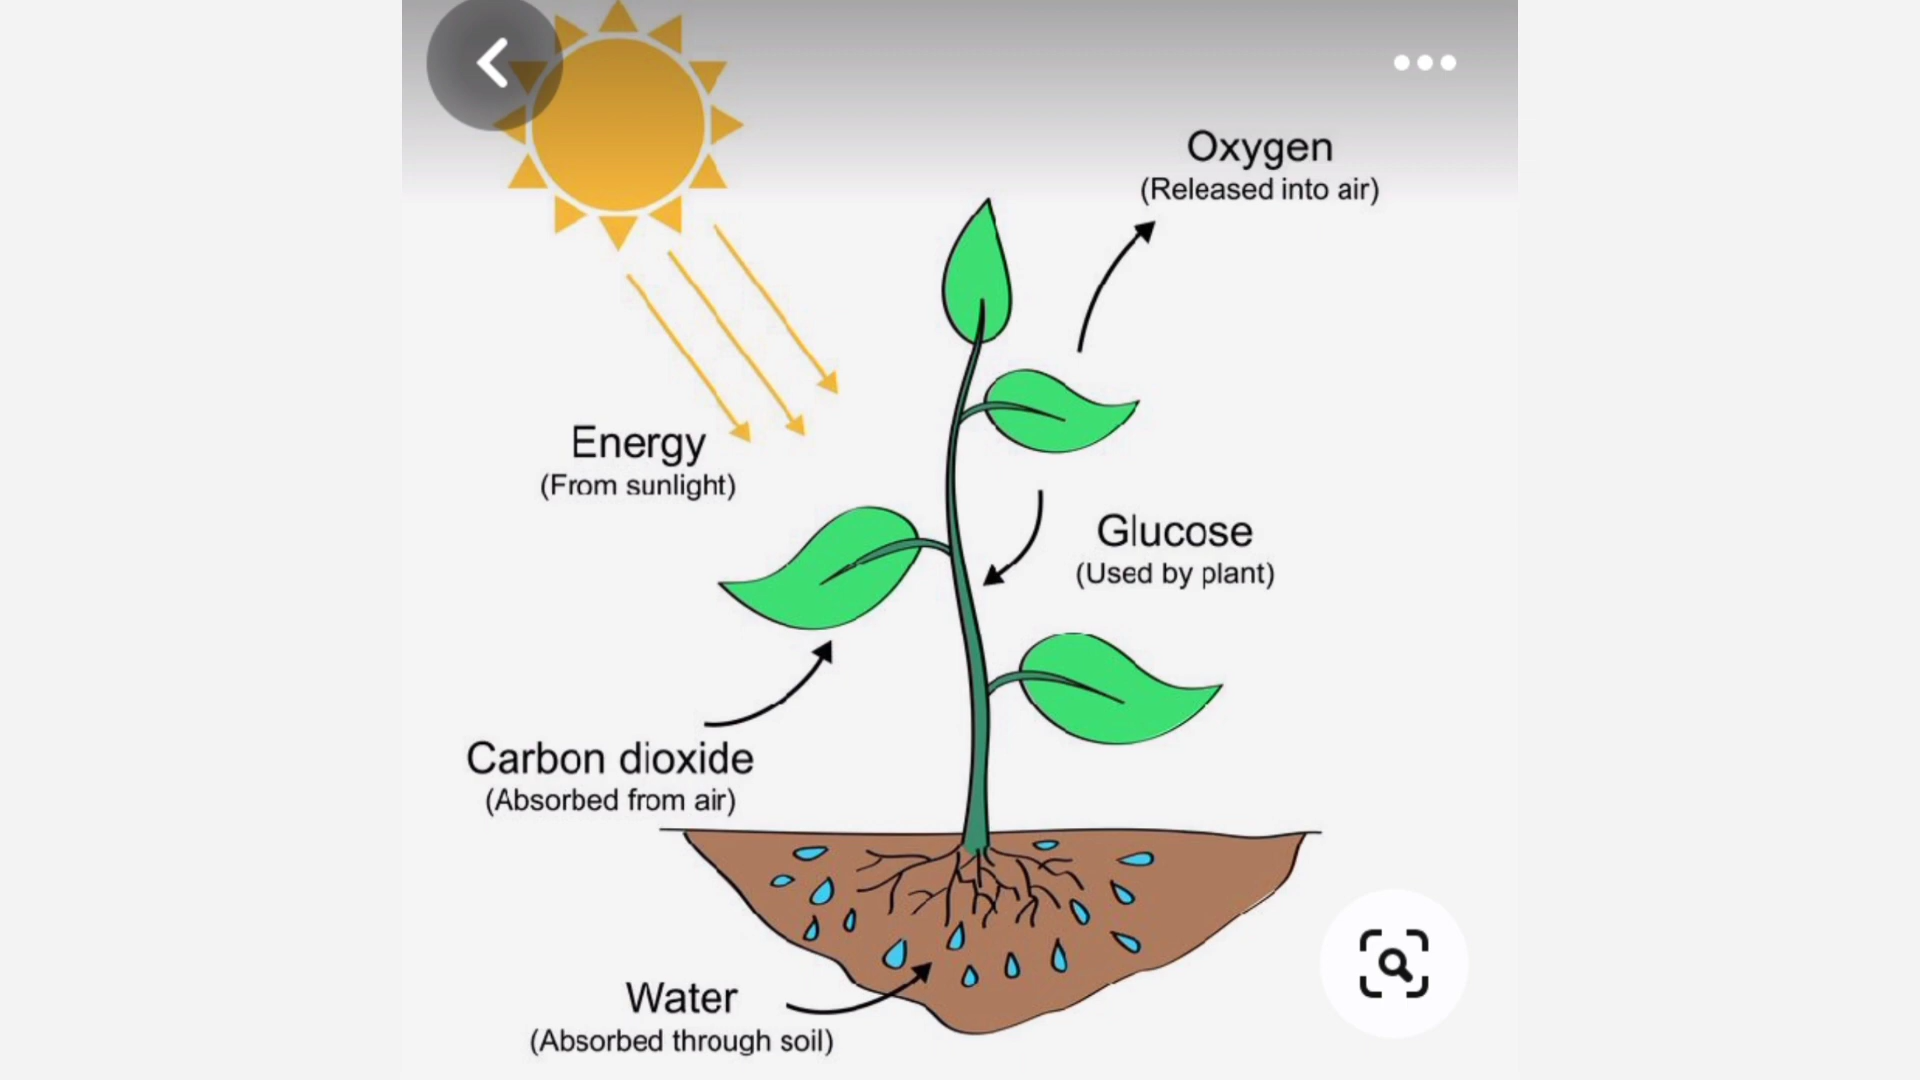 Oxygen
(Released into air)
Energy
(From sunlight)
Glucose
(Used by plant)
Carbon dioxide
(Absorbed from air)
Water
(Absorbed through soil)